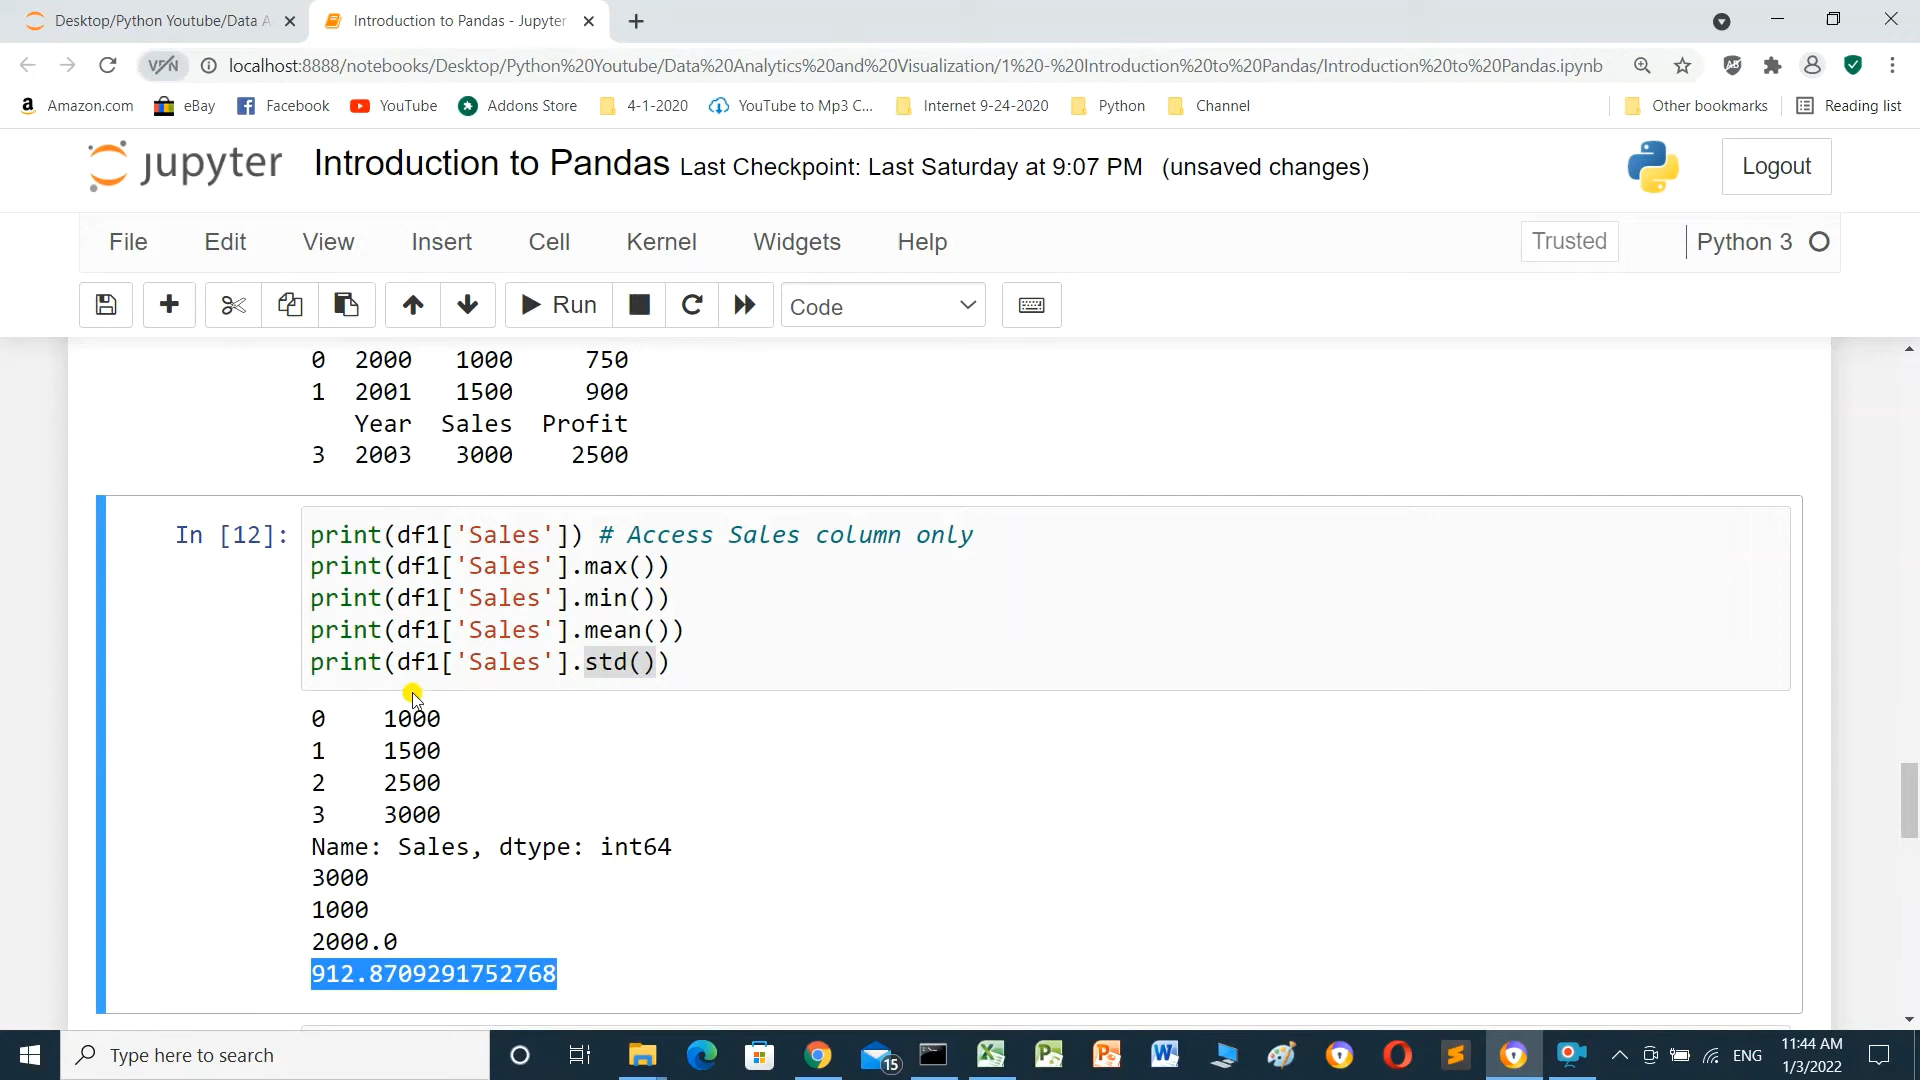 Desktop/Python Youtube/Data A
Introduction to Pandas - Jupyter
VPN
localhost:8888/notebooks/Desktop/Python%20Youtube/Data%20Analytics%20and%20Visualization/1%20-%20Introduction%20to%20Pandas/Introduction%20to%20Pandas.ipynb
Amazon.com eBay Facebook YouTube Addons Store 4-1-2020 YouTube to Mp3 C... Internet 9-24-2020 Python Channel Other bookmarks Reading list
jupyter Introduction to Pandas Last Checkpoint: Last Saturday at 9:07 PM (unsaved changes) Logout
File Edit View Insert Cell Kernel Widgets Help Trusted Python 3
Run Code
0 2000 1000 750
1 2001 1500 900
Year Sales Profit
3 2003 3000 2500
In [12]: print(df1['Sales']) # Access Sales column only
print(df1['Sales'].max())
print(df1['Sales'].min())
print(df1['Sales'].mean())
print(df1['Sales'].std())
0 1000
1 1500
2 2500
3 3000
Name: Sales, dtype: int64
3000
1000
2000.0
912.8709291752768
Type here to search 15 ENG 11:44 AM
1/3/2022